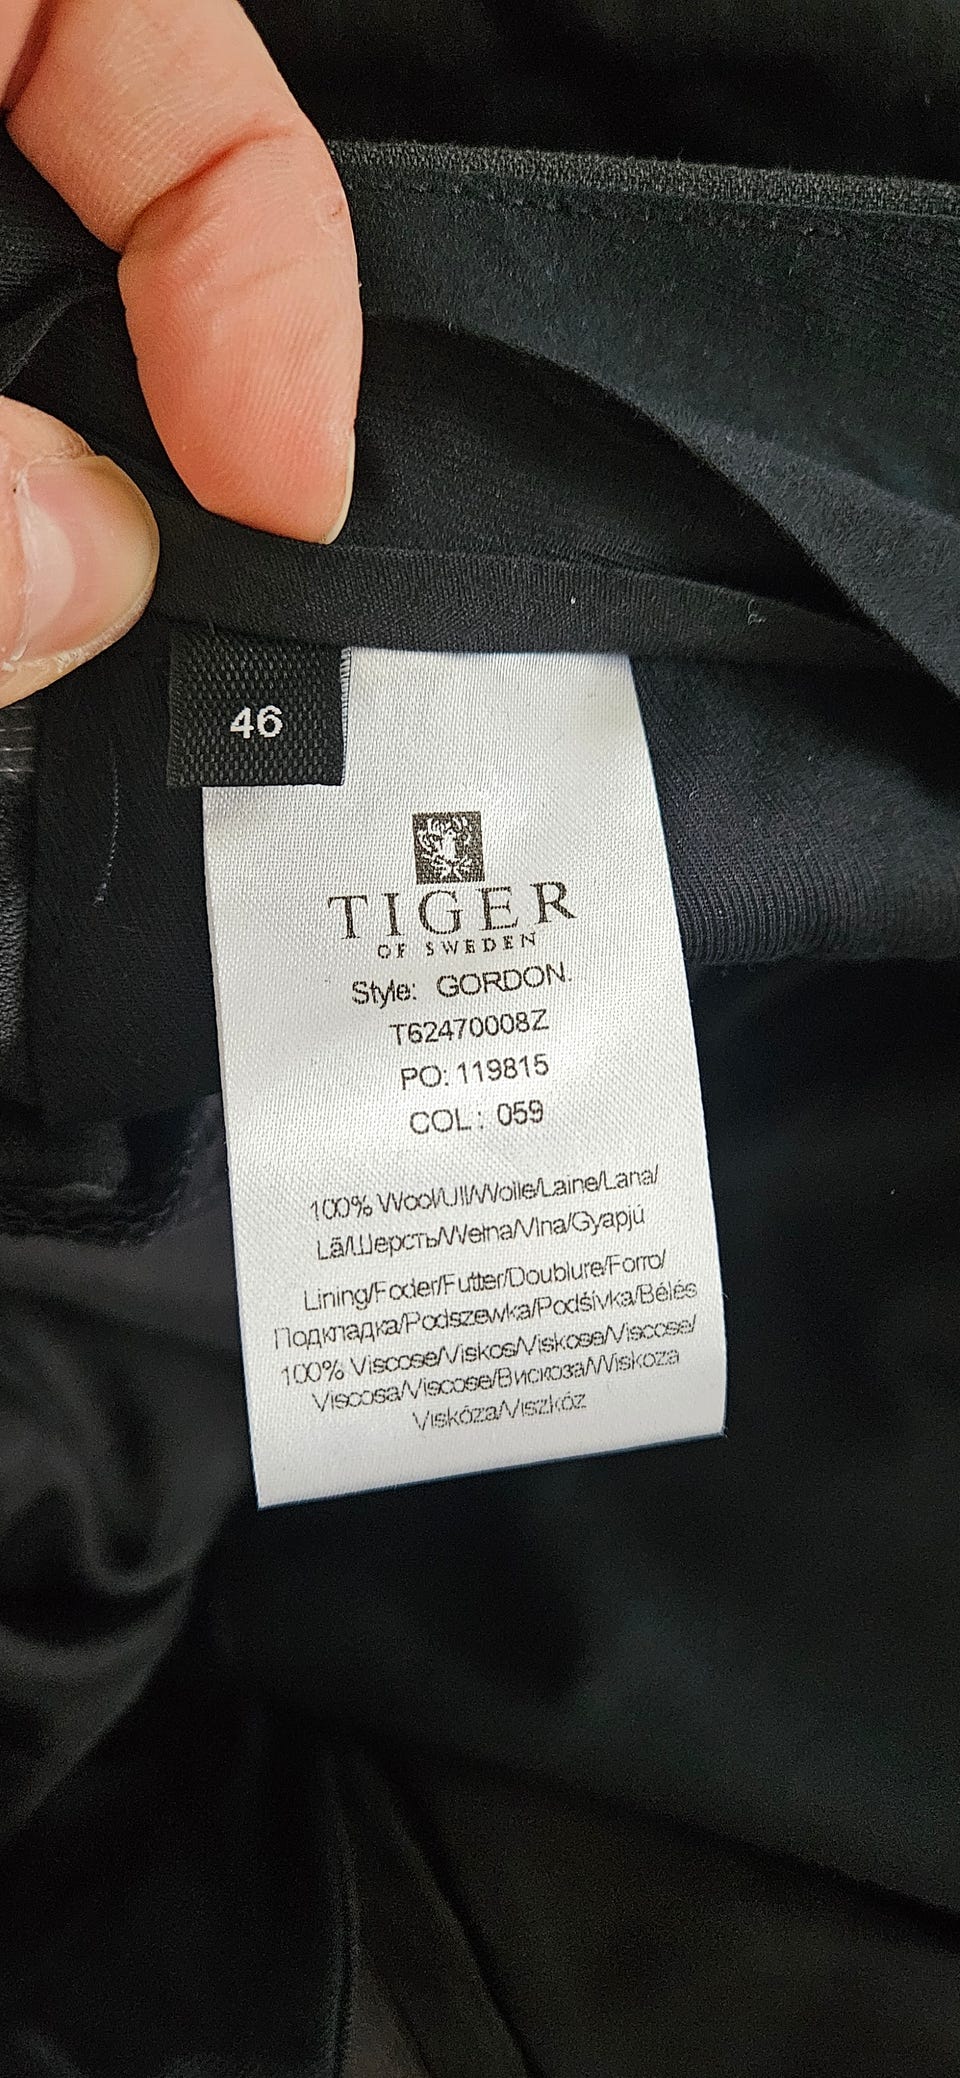 46
TIGER
OF SWEDEN
Style: GORDON.
T62470008Z
PO: 119815
COL: 059
100% Wool/Ull/Wolle/Laine/Lana/
Lã/Шерсть/Wełna/Vlna/Gyapjú
Lining/Foder/Futter/Doublure/Forro/
Подкладка/Podszewka/Podšívka/Bélés
100% Viscose/Viskos/Viskose/Viscose/
Viscosa/Viscose/Вискоза/Wiskoza
Viskóza/Viszkóz